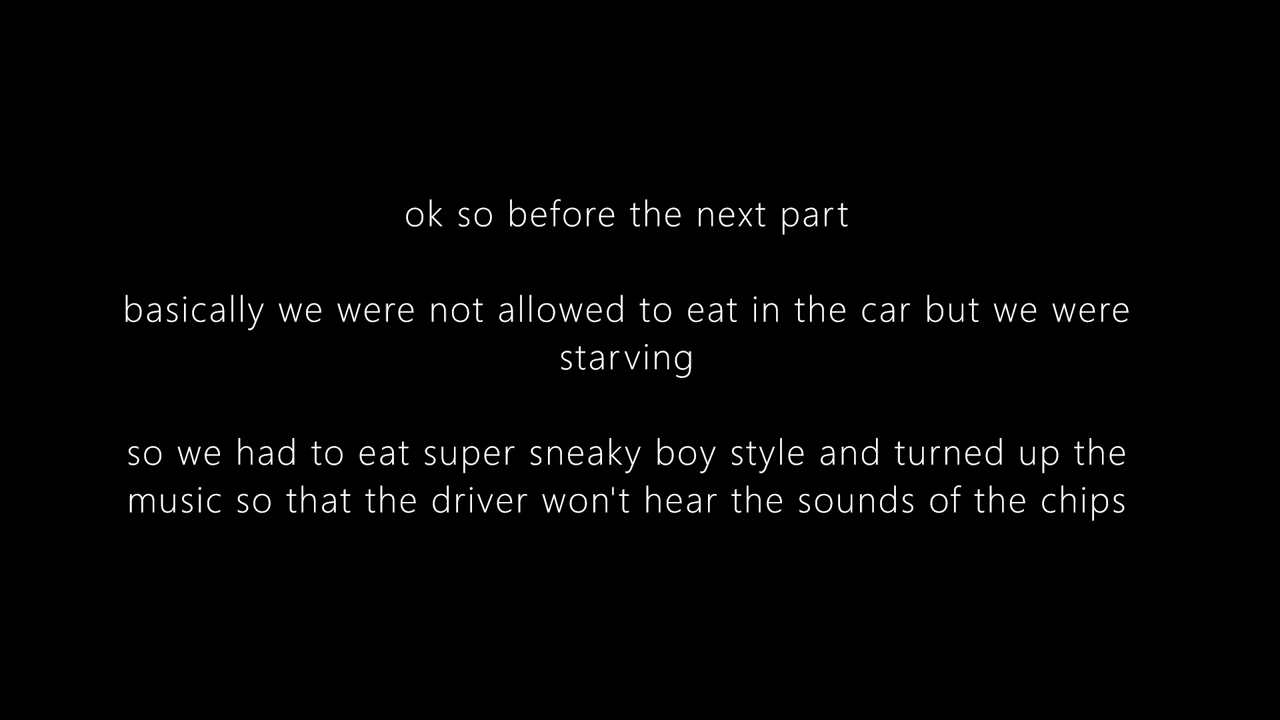 ok so before the next part
basically we were not allowed to eat in the car but we were
starving
so we had to eat super sneaky boy style and turned up the
music so that the driver won't hear the sounds of the chips